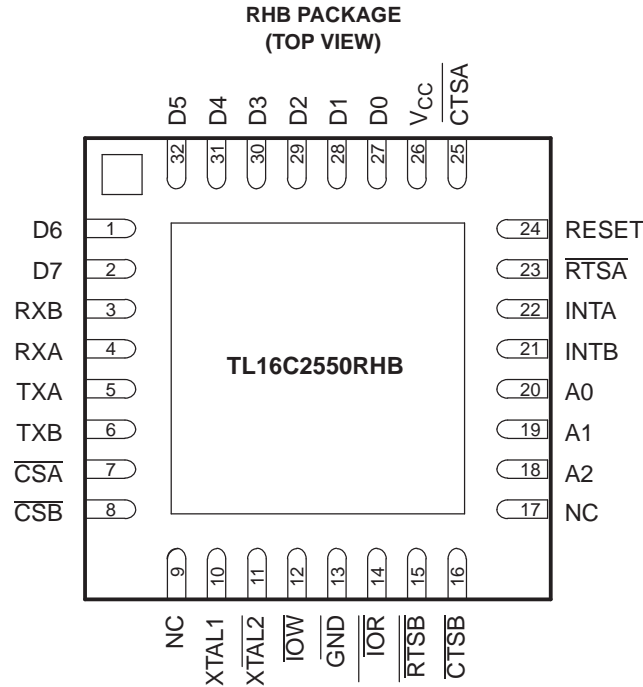 RHB PACKAGE
(TOP VIEW)
D5 D4 D3 D2 D1 D0 VCC CTSA
32 31 30 29 28 27 26 25
D6 1 24 RESET
D7 2 23 RTSA
RXB 3 22 INTA
RXA 4 21 INTB
TL16C2550RHB
TXA 5 20 A0
TXB 6 19 A1
CSA 7 18 A2
CSB 8 17 NC
9 10 11 12 13 14 15 16
NC XTAL1 XTAL2 IOW GND IOR RTSB CTSB